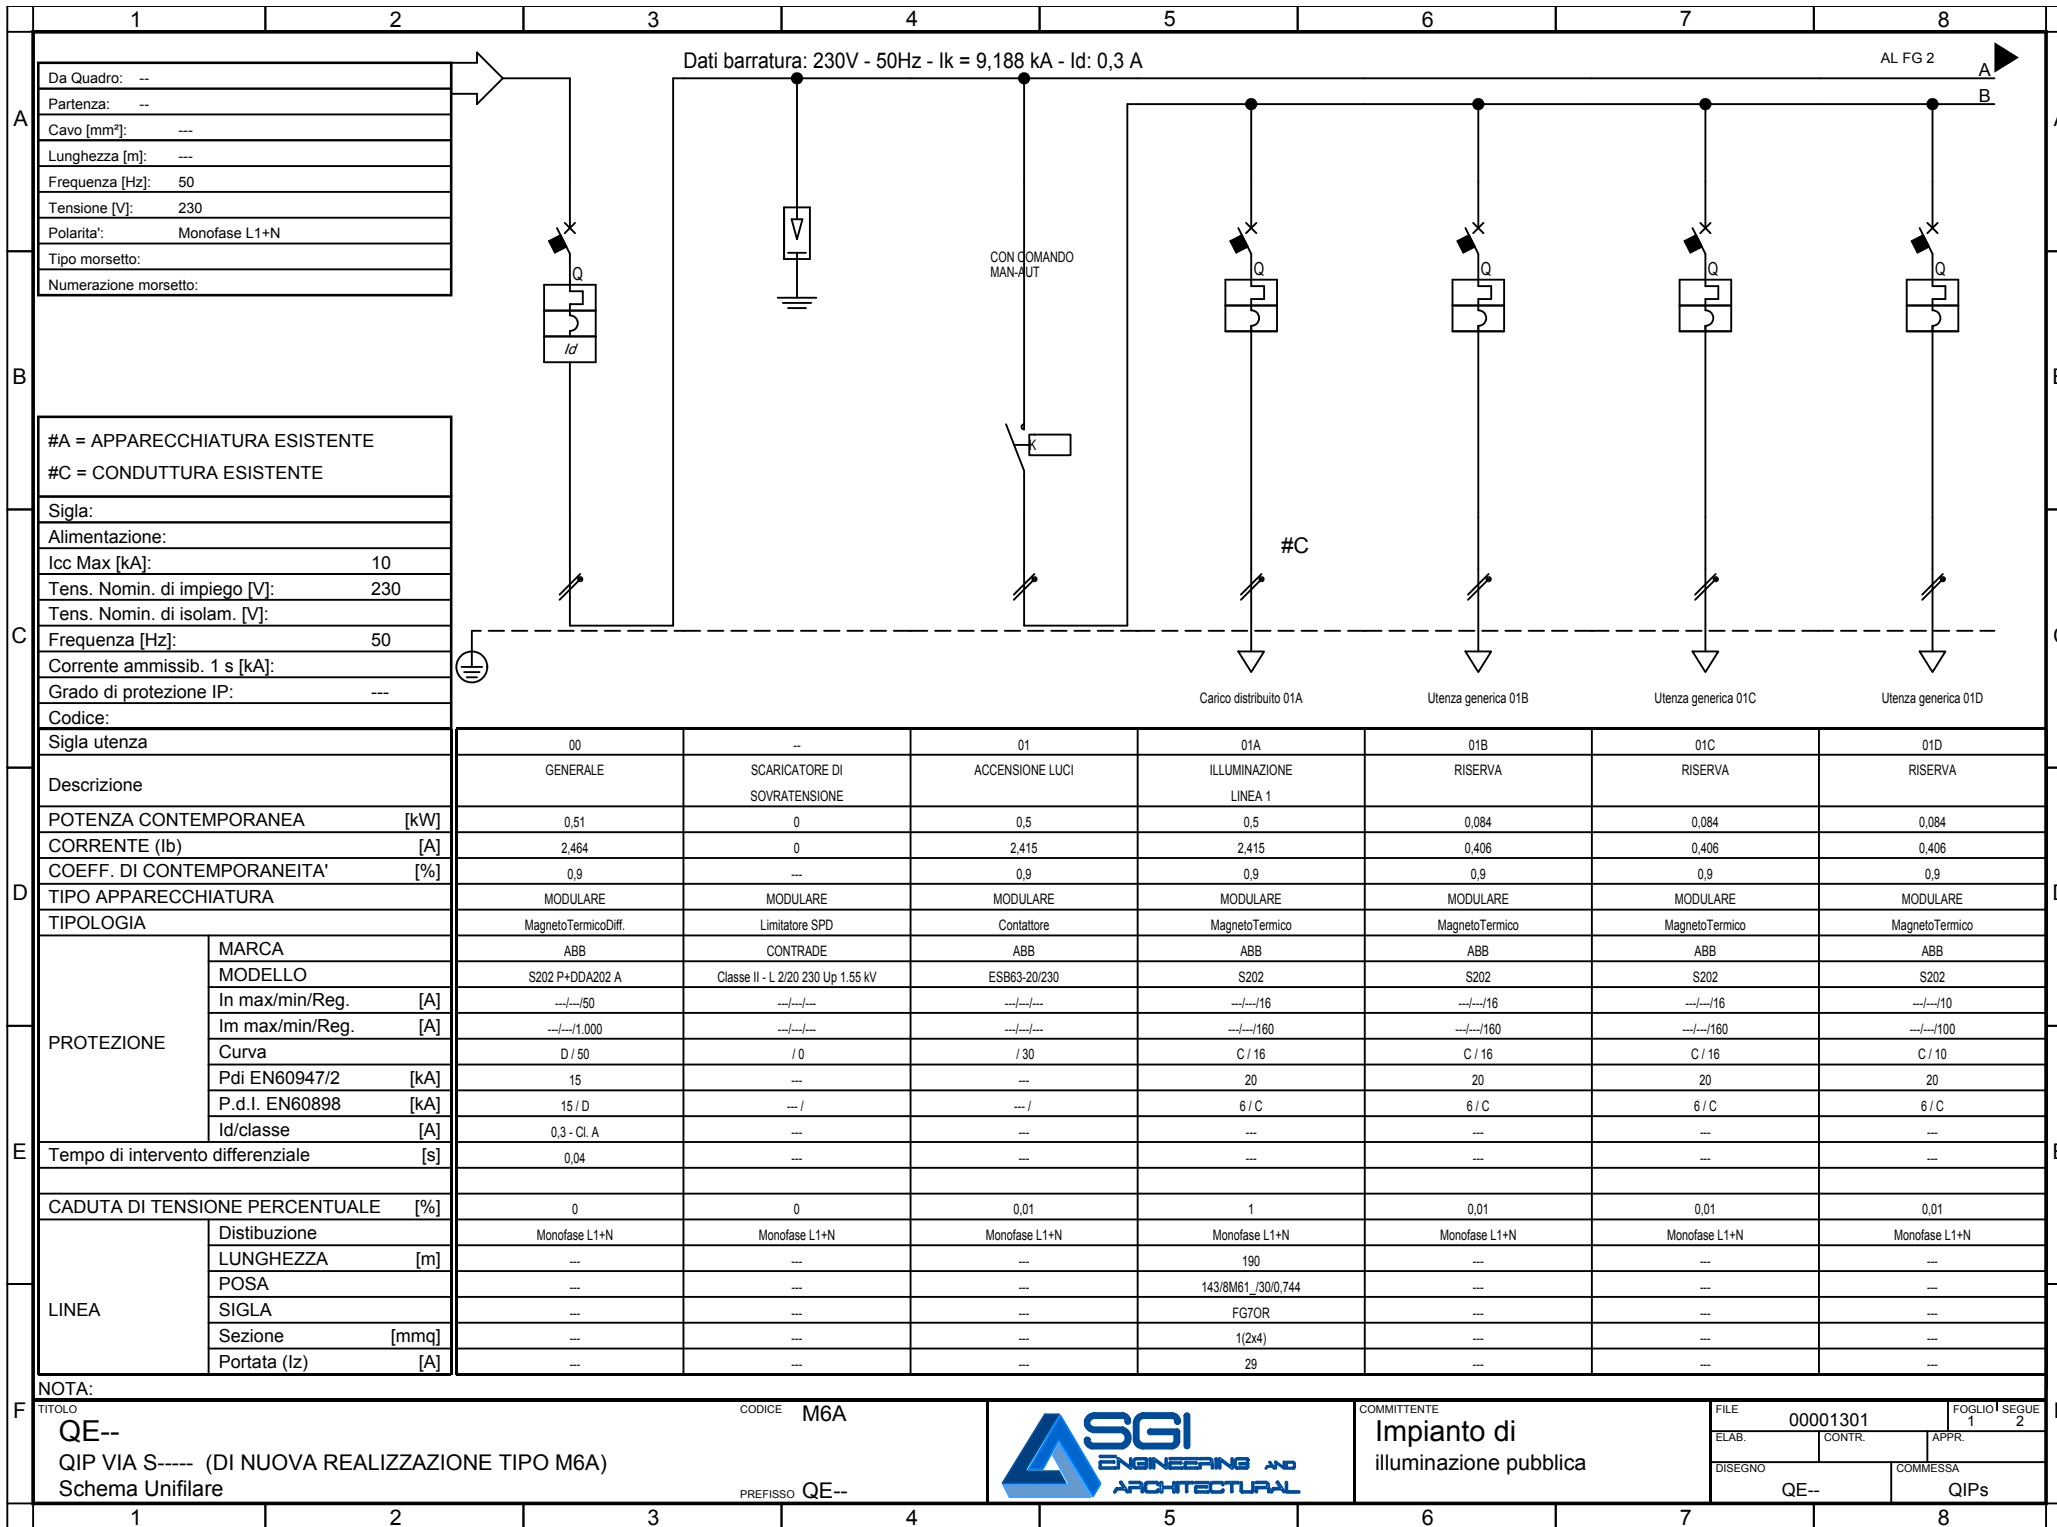 1 2 3 4 5 6 7 8
Dati barratura: 230V - 50Hz - Ik = 9,188 kA - Id: 0,3 A
AL FG 2
A
B
A
Da Quadro: --
Partenza: --
Cavo [mm²]: ---
Lunghezza [m]: ---
Frequenza [Hz]: 50
Tensione [V]: 230
Polarita': Monofase L1+N
Tipo morsetto:
Numerazione morsetto:
CON COMANDO
MAN-AUT
Q
Id
Q
Q
Q
Q
K
B
#A = APPARECCHIATURA ESISTENTE
#C = CONDUTTURA ESISTENTE
Sigla:
Alimentazione:
Icc Max [kA]: 10
Tens. Nomin. di impiego [V]: 230
Tens. Nomin. di isolam. [V]:
Frequenza [Hz]: 50
Corrente ammissib. 1 s [kA]:
Grado di protezione IP: ---
Codice:
#C
C
Carico distribuito 01A Utenza generica 01B Utenza generica 01C Utenza generica 01D
Sigla utenza 00 -- 01 01A 01B 01C 01D
Descrizione GENERALE SCARICATORE DI ACCENSIONE LUCI ILLUMINAZIONE RISERVA RISERVA RISERVA
SOVRATENSIONE LINEA 1
POTENZA CONTEMPORANEA [kW] 0,51 0 0,5 0,5 0,084 0,084 0,084
CORRENTE (Ib) [A] 2,464 0 2,415 2,415 0,406 0,406 0,406
COEFF. DI CONTEMPORANEITA' [%] 0,9 --- 0,9 0,9 0,9 0,9 0,9
D
TIPO APPARECCHIATURA MODULARE MODULARE MODULARE MODULARE MODULARE MODULARE MODULARE
TIPOLOGIA MagnetoTermicoDiff. Limitatore SPD Contattore MagnetoTermico MagnetoTermico MagnetoTermico MagnetoTermico
PROTEZIONE
MARCA ABB CONTRADE ABB ABB ABB ABB ABB
MODELLO S202 P+DDA202 A Classe II - L 2/20 230 Up 1.55 kV ESB63-20/230 S202 S202 S202 S202
In max/min/Reg. [A] ---/---/50 ---/---/--- ---/---/--- ---/---/16 ---/---/16 ---/---/16 ---/---/10
Im max/min/Reg. [A] ---/---/1.000 ---/---/--- ---/---/--- ---/---/160 ---/---/160 ---/---/160 ---/---/100
Curva D / 50 / 0 / 30 C / 16 C / 16 C / 16 C / 10
Pdi EN60947/2 [kA] 15 --- --- 20 20 20 20
P.d.I. EN60898 [kA] 15 / D --- / --- / 6 / C 6 / C 6 / C 6 / C
Id/classe [A] 0,3 - Cl. A --- --- --- --- --- ---
E
Tempo di intervento differenziale [s] 0,04 --- --- --- --- --- ---
CADUTA DI TENSIONE PERCENTUALE [%] 0 0 0,01 1 0,01 0,01 0,01
LINEA
Distibuzione Monofase L1+N Monofase L1+N Monofase L1+N Monofase L1+N Monofase L1+N Monofase L1+N Monofase L1+N
LUNGHEZZA [m] --- --- --- 190 --- --- ---
POSA --- --- --- 143/8M61_/30/0,744 --- --- ---
SIGLA --- --- --- FG7OR --- --- ---
Sezione [mmq] --- --- --- 1(2x4) --- --- ---
Portata (Iz) [A] --- --- --- 29 --- --- ---
NOTA:
F
TITOLO
QE--
QIP VIA S----- (DI NUOVA REALIZZAZIONE TIPO M6A)
Schema Unifilare
CODICE M6A
PREFISSO QE--
SGI
ENGINEERING AND
ARCHITECTURAL
COMMITTENTE
Impianto di
illuminazione pubblica
FILE 00001301
FOGLIO 1 SEGUE 2
ELAB. CONTR. APPR.
DISEGNO QE--
COMMESSA QIPs
1 2 3 4 5 6 7 8